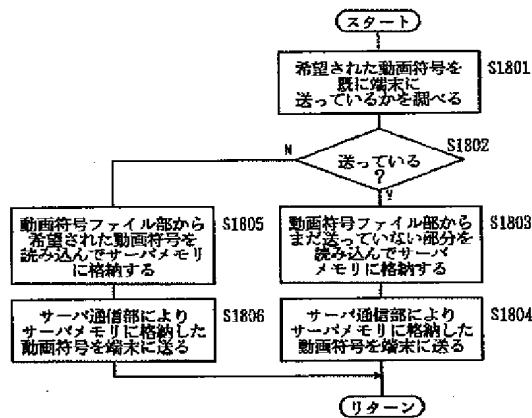 スタート
希望された動画符号を
既に端末に
送っているかを調べる
S1801
S1802
送っている
?
N
Y
動画符号ファイル部から
希望された動画符号を
読み込んでサーバメモリ
に格納する
S1805
動画符号ファイル部から
まだ送っていない部分を
読み込んでサーバ
メモリに格納する
S1803
サーバ通信部により
サーバメモリに格納した
動画符号を端末に送る
S1806
サーバ通信部により
サーバメモリに格納した
動画符号を端末に送る
S1804
リターン